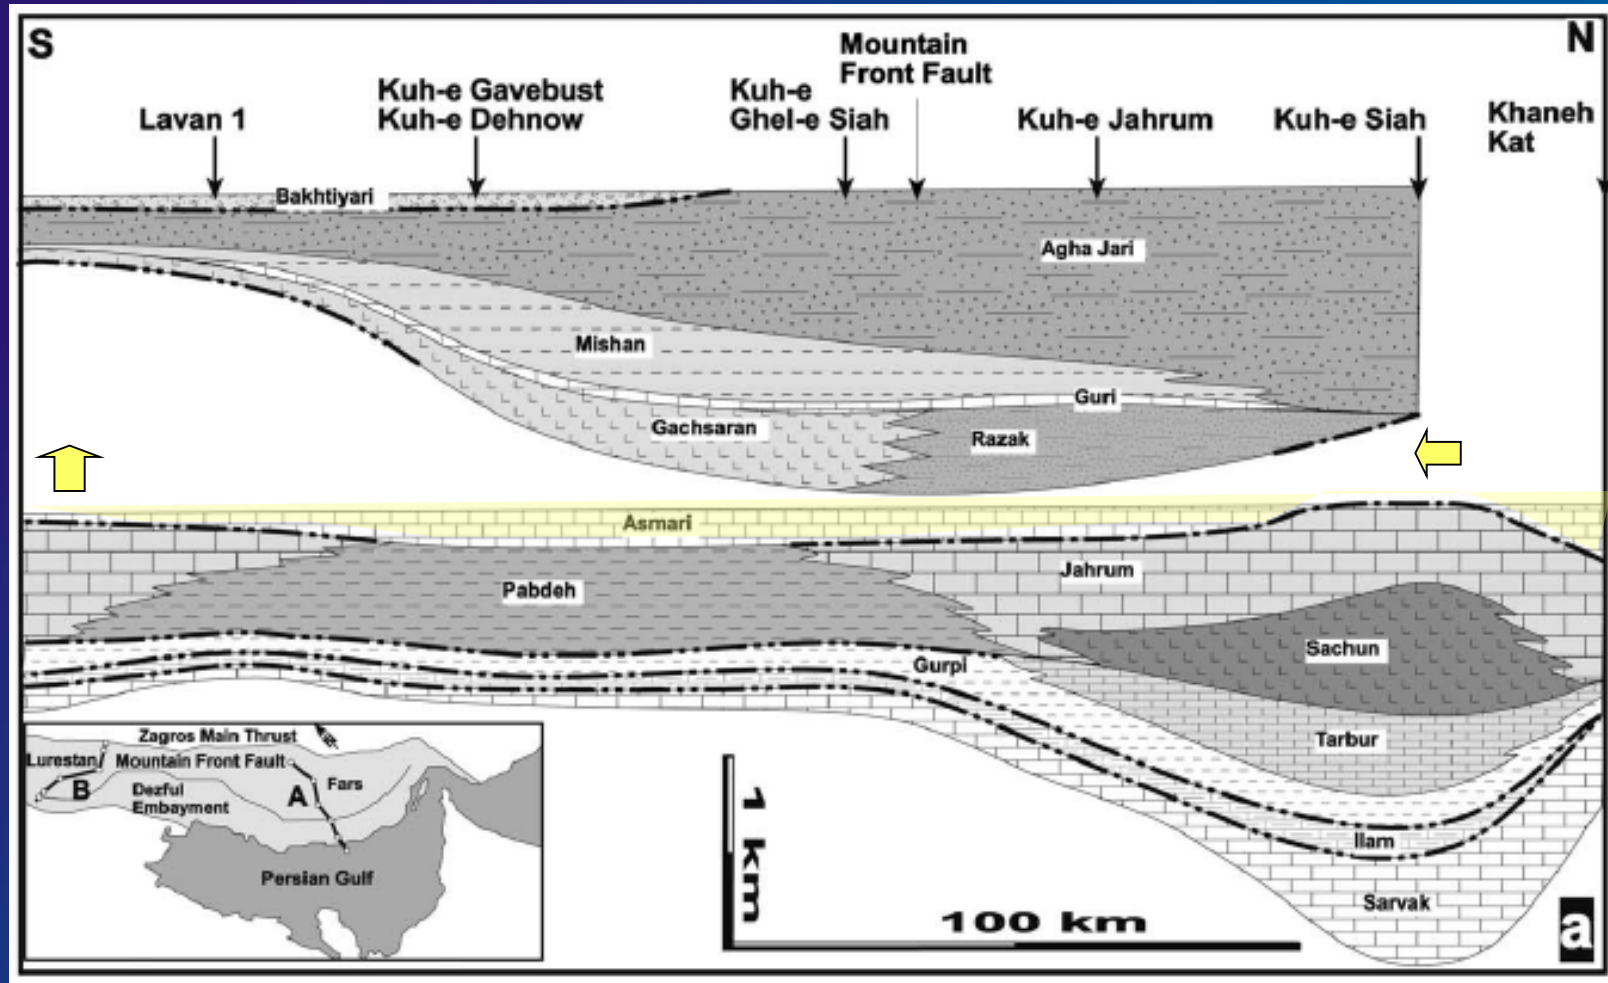 S
N
Mountain
Front Fault
Kuh-e Gavebust
Kuh-e Dehnow
Kuh-e
Ghel-e Siah
Lavan 1
Kuh-e Jahrum
Kuh-e Siah
Khaneh
Kat
Bakhtiyari
Agha Jari
Mishan
Guri
Gachsaran
Razak
Asmari
Jahrum
Pabdeh
Sachun
Gurpi
Tarbur
Ilam
Sarvak
Zagros Main Thrust
Lurestan
Mountain Front Fault
B
Dezful
Embayment
A
Fars
Persian Gulf
1 km
100 km
a